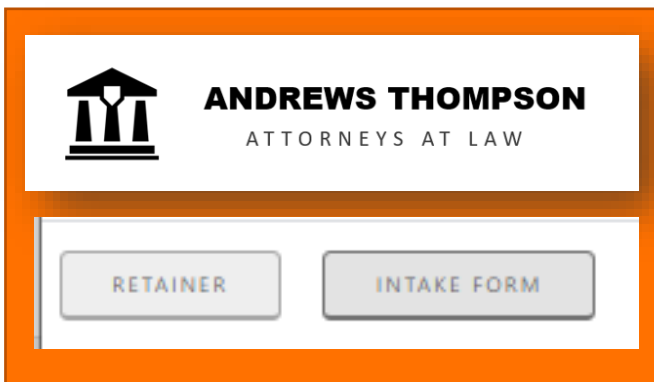 ANDREWS THOMPSON
ATTORNEYS AT LAW
RETAINER INTAKE FORM